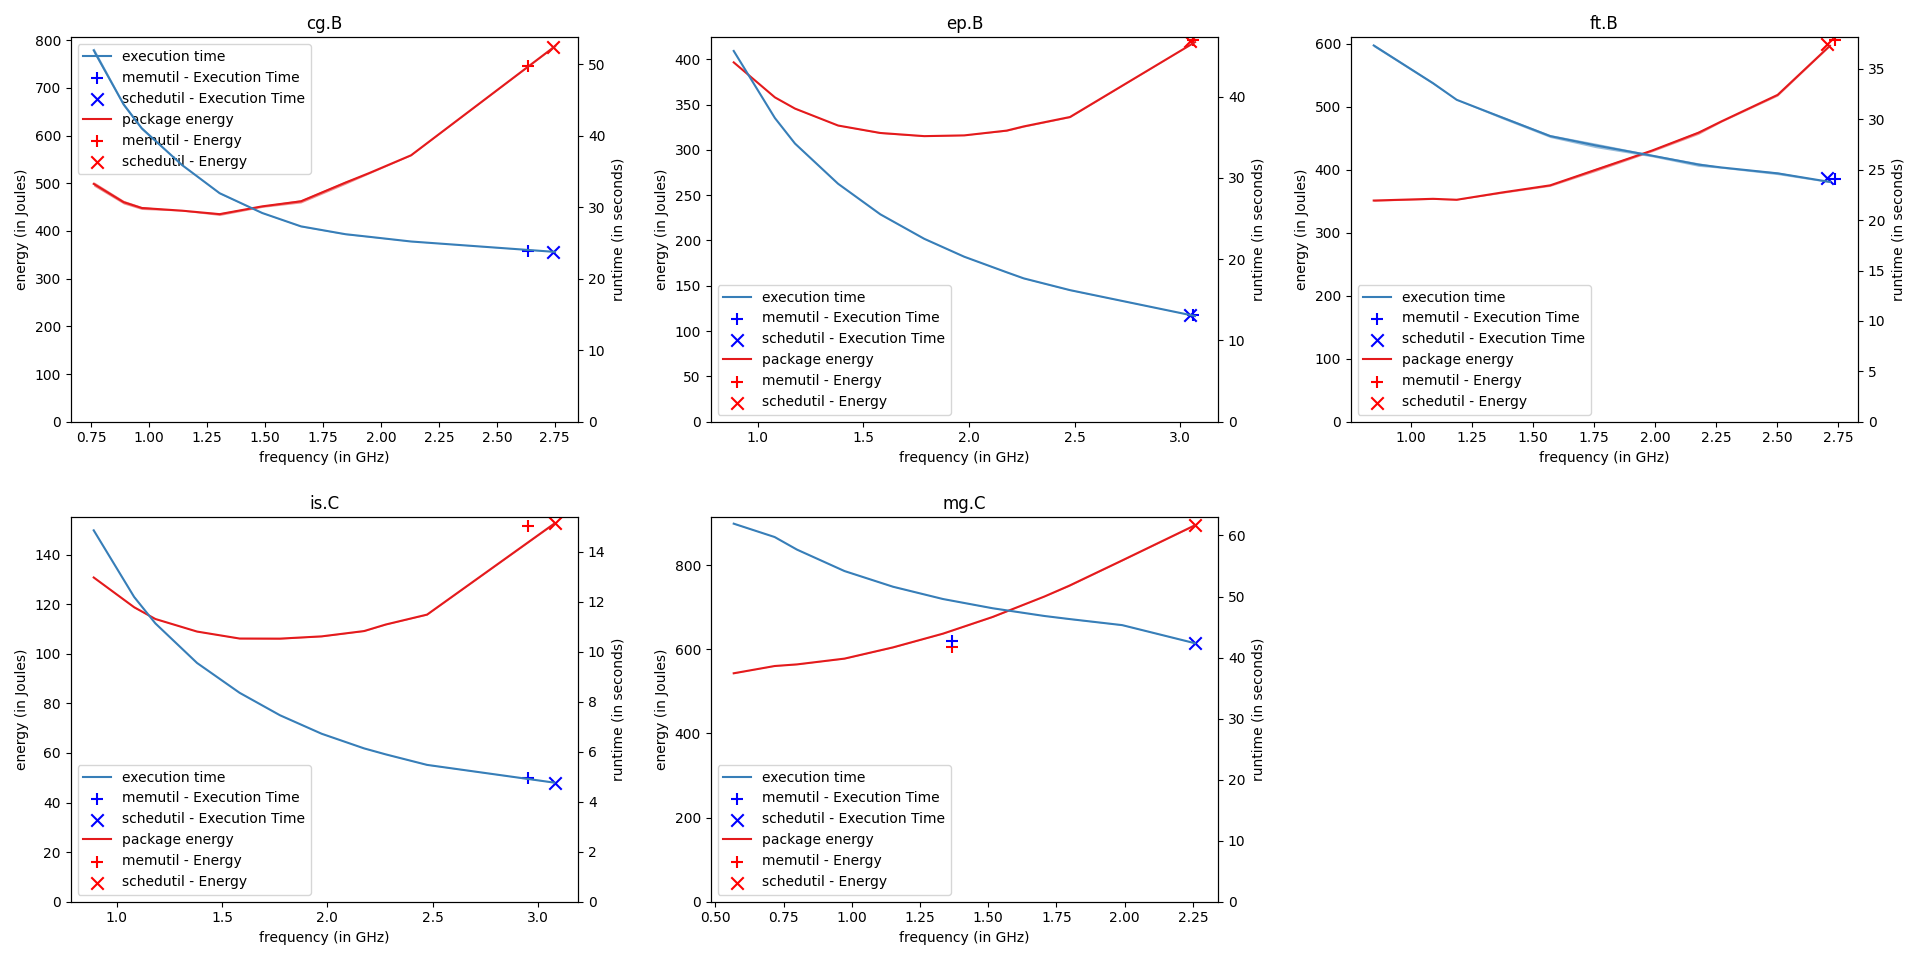 cg.B
800
700
600
500
400
300
200
100
0
energy (in Joules)
execution time
memutil - Execution Time
schedutil - Execution Time
package energy
memutil - Energy
schedutil - Energy
50
40
30
20
10
0
runtime (in seconds)
0.75 1.00 1.25 1.50 1.75 2.00 2.25 2.50 2.75
frequency (in GHz)
ep.B
400
350
300
250
200
150
100
50
0
energy (in Joules)
execution time
memutil - Execution Time
schedutil - Execution Time
package energy
memutil - Energy
schedutil - Energy
40
30
20
10
0
runtime (in seconds)
1.0 1.5 2.0 2.5 3.0
frequency (in GHz)
ft.B
600
500
400
300
200
100
0
energy (in Joules)
execution time
memutil - Execution Time
schedutil - Execution Time
package energy
memutil - Energy
schedutil - Energy
35
30
25
20
15
10
5
0
runtime (in seconds)
1.00 1.25 1.50 1.75 2.00 2.25 2.50 2.75
frequency (in GHz)
is.C
140
120
100
80
60
40
20
0
energy (in Joules)
execution time
memutil - Execution Time
schedutil - Execution Time
package energy
memutil - Energy
schedutil - Energy
14
12
10
8
6
4
2
0
runtime (in seconds)
1.0 1.5 2.0 2.5 3.0
frequency (in GHz)
mg.C
800
600
400
200
0
energy (in Joules)
execution time
memutil - Execution Time
schedutil - Execution Time
package energy
memutil - Energy
schedutil - Energy
60
50
40
30
20
10
0
runtime (in seconds)
0.50 0.75 1.00 1.25 1.50 1.75 2.00 2.25
frequency (in GHz)